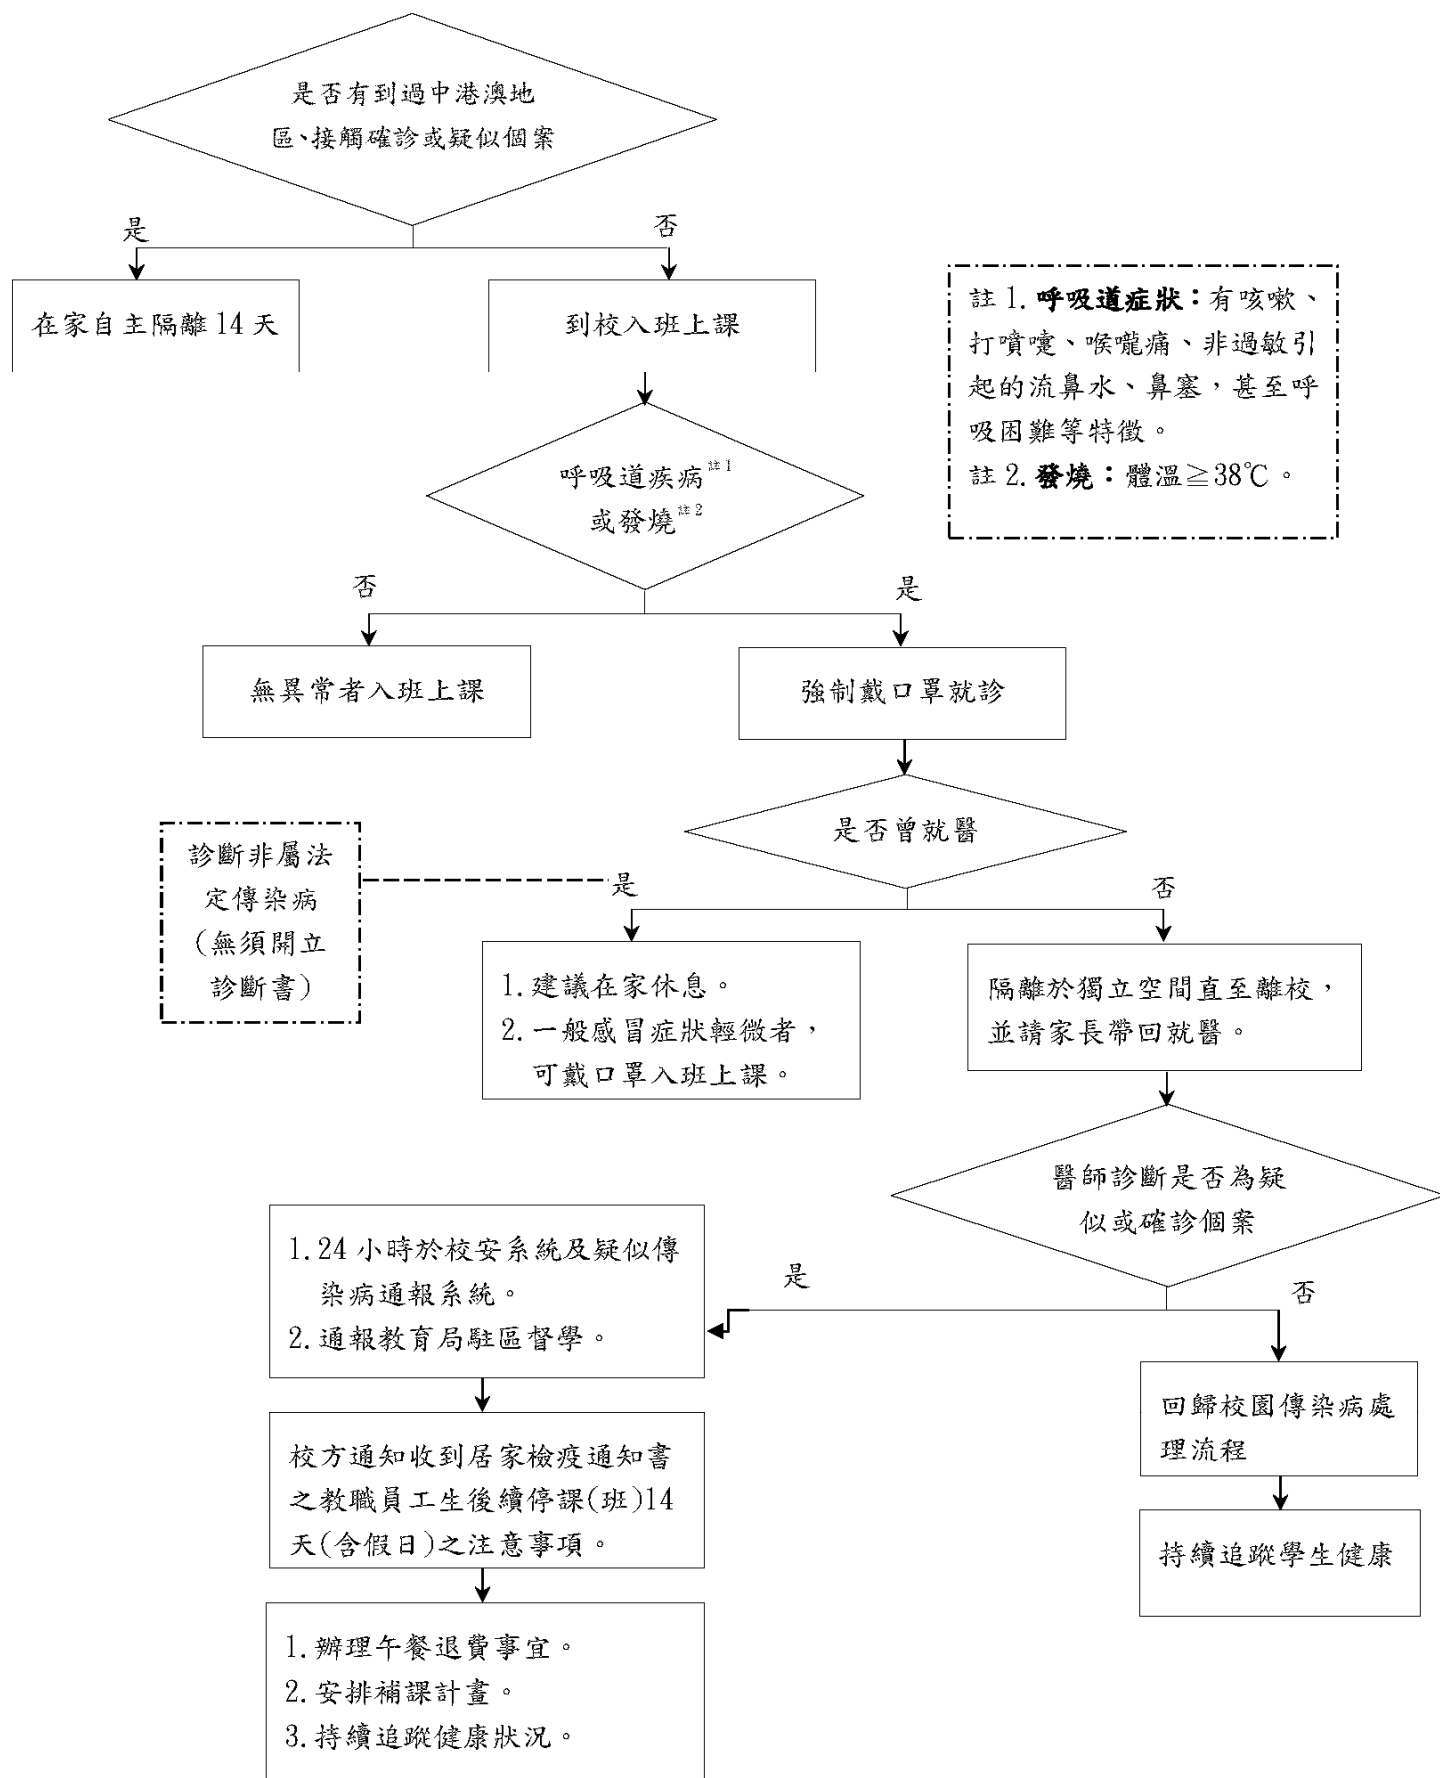 是否有到過中港澳地
區、接觸確診或疑似個案
是
否
在家自主隔離14天
到校入班上課
註1.呼吸道症狀：有咳嗽、
打噴嚏、喉嚨痛、非過敏引
起的流鼻水、鼻塞，甚至呼
吸困難等特徵。
註2.發燒：體溫≧38℃。
呼吸道疾病註1
或發燒註2
否
是
無異常者入班上課
強制戴口罩就診
是否曾就醫
診斷非屬法
定傳染病
(無須開立
診斷書)
是
否
1.建議在家休息。
2.一般感冒症狀輕微者，
可戴口罩入班上課。
隔離於獨立空間直至離校，
並請家長帶回就醫。
醫師診斷是否為疑
似或確診個案
是
否
1.24小時於校安系統及疑似傳
染病通報系統。
2.通報教育局駐區督學。
回歸校園傳染病處
理流程
校方通知收到居家檢疫通知書
之教職員工生後續停課(班)14
天(含假日)之注意事項。
持續追蹤學生健康
1.辦理午餐退費事宜。
2.安排補課計畫。
3.持續追蹤健康狀況。